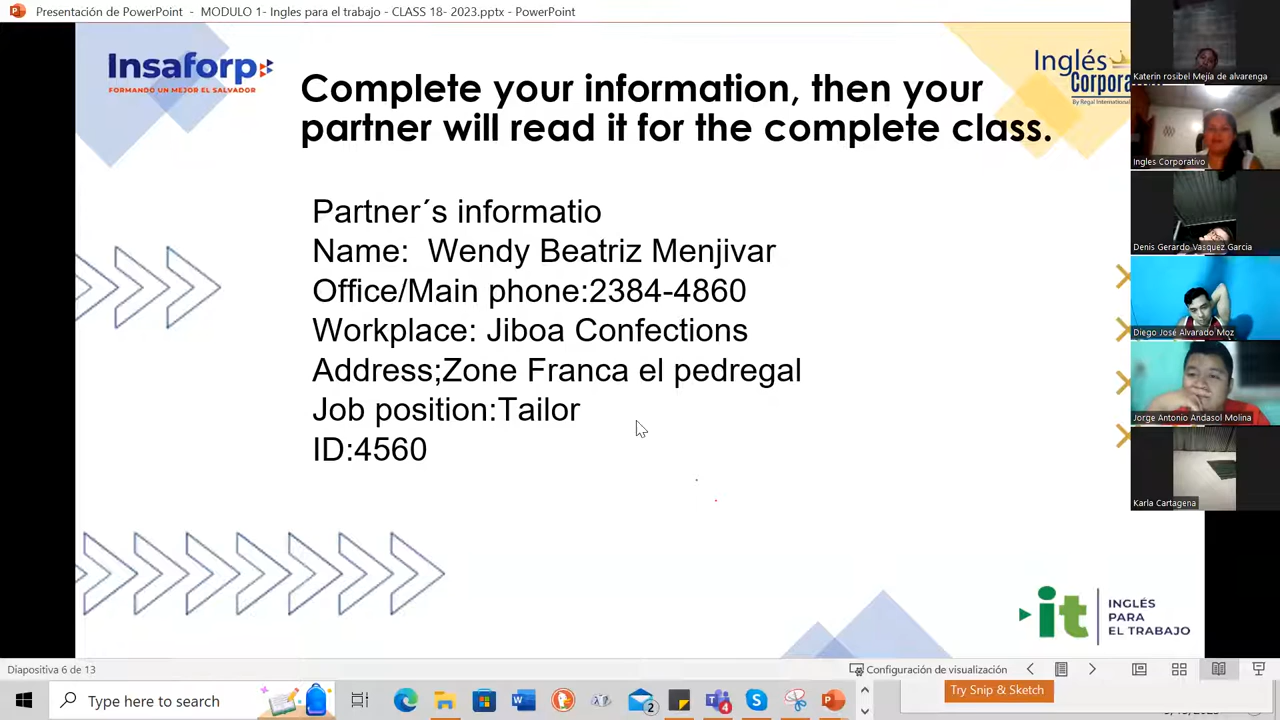 Presentación de PowerPoint - MODULO 1- Ingles para el trabajo - CLASS 18- 2023.pptx - PowerPoint
Insaforp
FORMANDO UN MEJOR EL SALVADOR
Inglés
Corpora
By Regal International
Complete your information, then your
partner will read it for the complete class.
Partner´s informatio
Name: Wendy Beatriz Menjivar
Office/Main phone:2384-4860
Workplace: Jiboa Confections
Address;Zone Franca el pedregal
Job position:Tailor
ID:4560
Katerin rosibel Mejía de alvarenga
Ingles Corporativo
Denis Gerardo Vasquez Garcia
Diego José Alvarado Moz
Jorge Antonio Andasol Molina
Karla Cartagena
it
INGLÉS
PARA
EL TRABAJO
Diapositiva 6 de 13
Configuración de visualización
Type here to search
2
4
Try Snip & Sketch